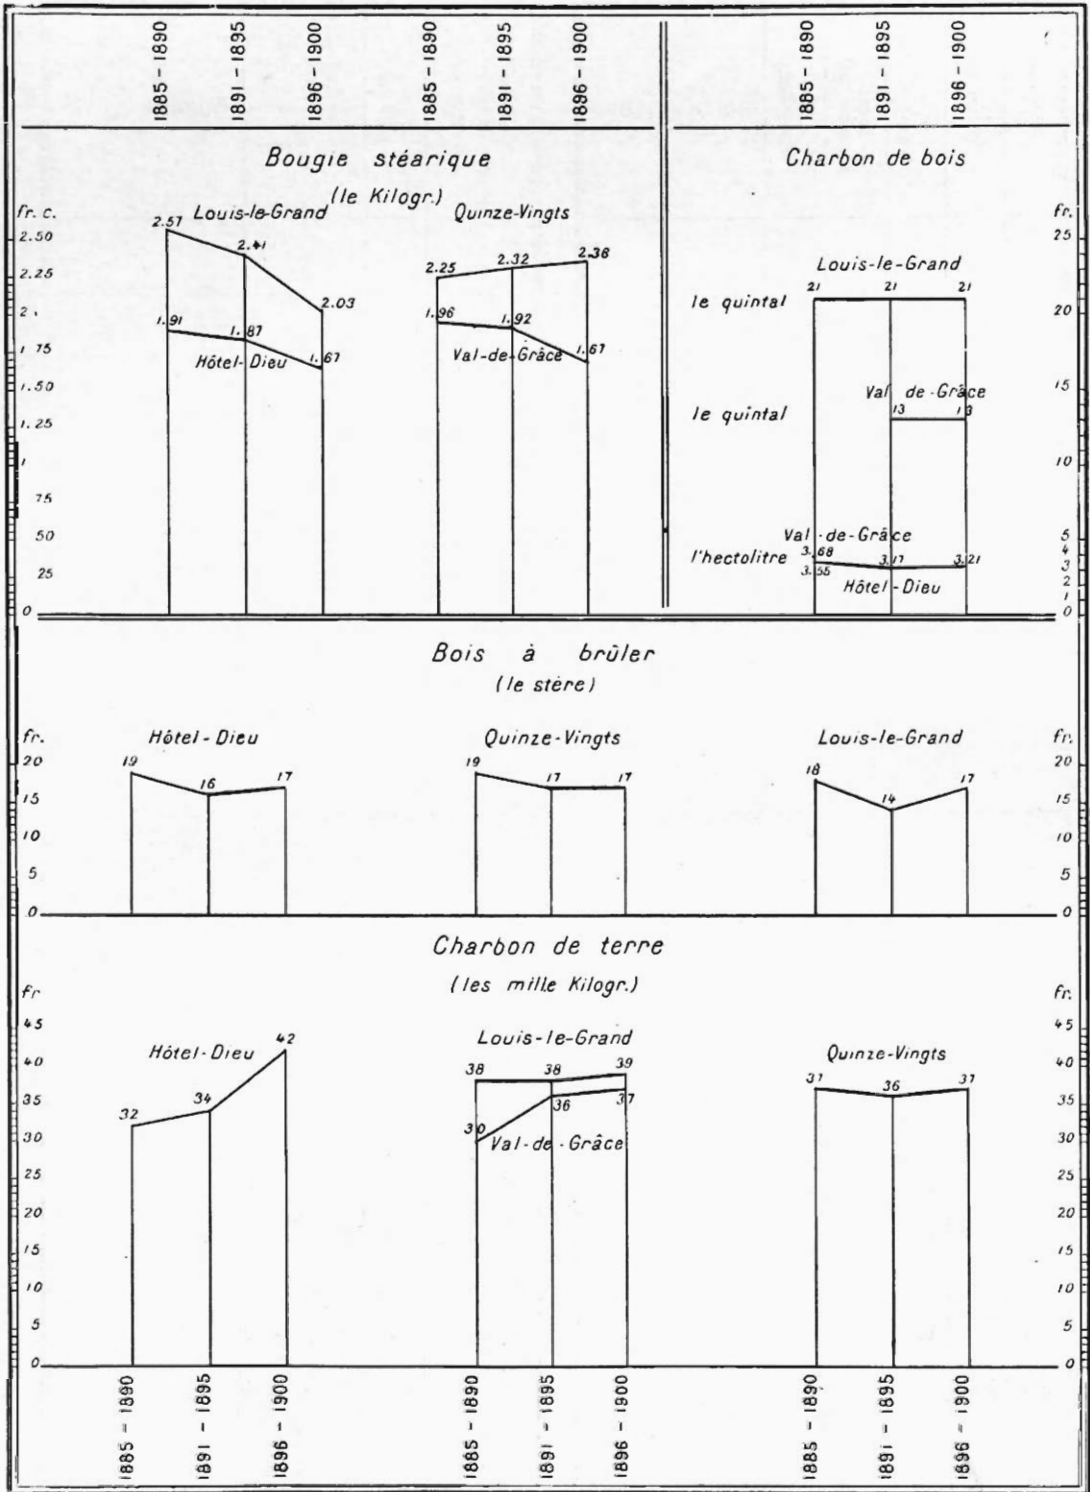 1885 - 1890
1891 - 1895
1896 - 1900
1885 - 1890
1891 - 1895
1896 - 1900
1885 - 1890
1891 - 1895
1896 - 1900
Bougie stéarique
(le Kilogr.)
Charbon de bois
fr. c.
2.50
2.25
2.
1.75
1.50
1.25
1
75
50
25
0
Louis-le-Grand
2.57
2.41
2.03
1.91
1.87
1.67
Hôtel-Dieu
Quinze-Vingts
2.25
2.32
2.36
1.96
1.92
1.67
Val-de-Grâce
fr.
25
20
15
10
5
4
3
2
1
0
Louis-le-Grand
le quintal
21
21
21
Val de-Grâce
le quintal
13
13
Val-de-Grâce
l'hectolitre
3.68
3.55
3.17
3.21
Hôtel-Dieu
Bois à brûler
(le stère)
fr.
20
15
10
5
0
Hôtel-Dieu
19
16
17
Quinze-Vingts
19
17
17
Louis-le-Grand
18
14
17
fr.
20
15
10
5
0
Charbon de terre
(les mille Kilogr.)
fr
45
40
35
30
25
20
15
10
5
0
Hôtel-Dieu
32
34
42
Louis-le-Grand
38
38
39
30
36
37
Val-de-Grâce
Quinze-Vingts
37
36
37
fr.
45
40
35
30
25
20
15
10
5
0
1885 - 1890
1891 - 1895
1896 - 1900
1885 - 1890
1891 - 1895
1896 - 1900
1885 - 1890
1891 - 1895
1896 - 1900